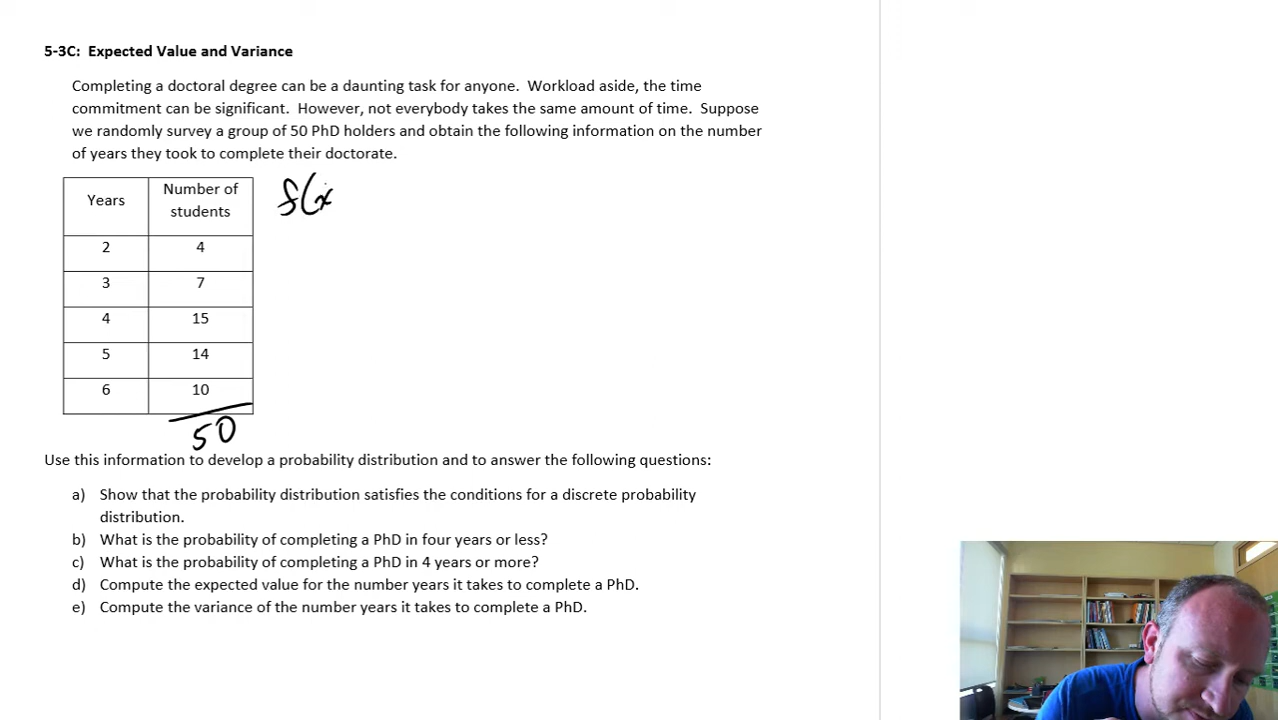 5-3C: Expected Value and Variance
Completing a doctoral degree can be a daunting task for anyone. Workload aside, the time
commitment can be significant. However, not everybody takes the same amount of time. Suppose
we randomly survey a group of 50 PhD holders and obtain the following information on the number
of years they took to complete their doctorate.
Years Number of students f(x
2 4
3 7
4 15
5 14
6 10
50
Use this information to develop a probability distribution and to answer the following questions:
a) Show that the probability distribution satisfies the conditions for a discrete probability
distribution.
b) What is the probability of completing a PhD in four years or less?
c) What is the probability of completing a PhD in 4 years or more?
d) Compute the expected value for the number years it takes to complete a PhD.
e) Compute the variance of the number years it takes to complete a PhD.